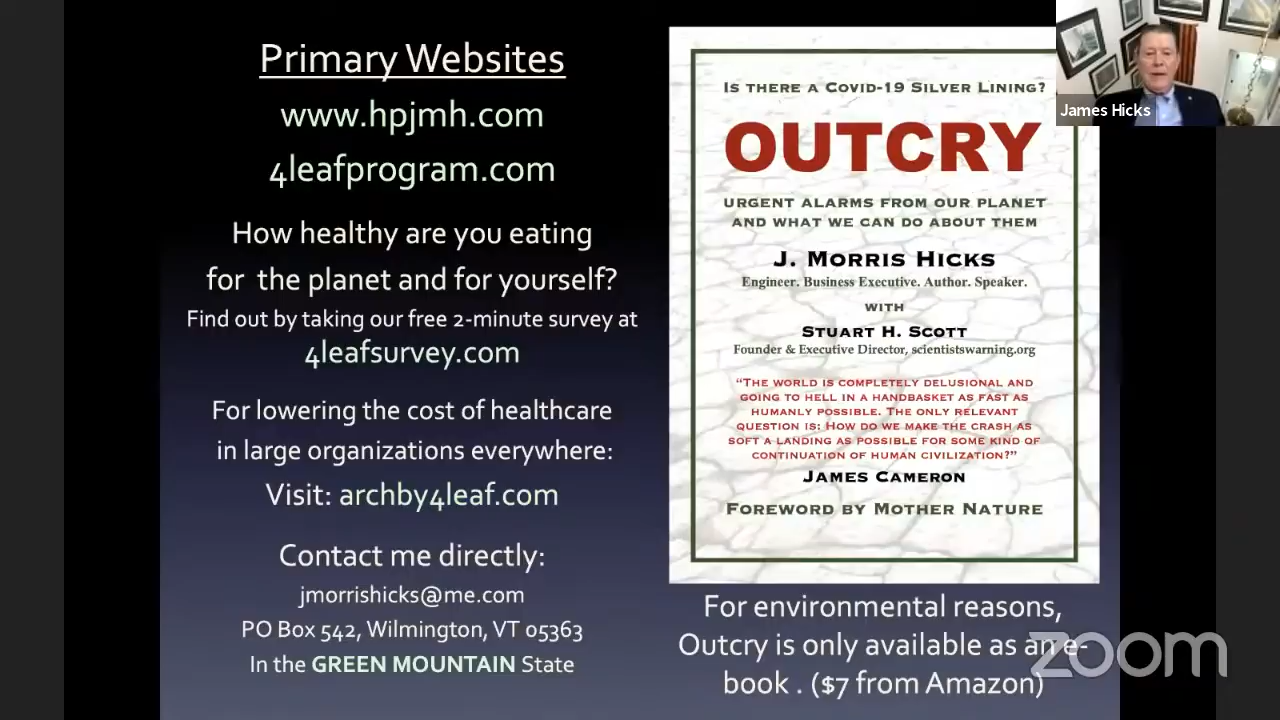 Primary Websites
www.hpjmh.com
4leafprogram.com
How healthy are you eating
for the planet and for yourself?
Find out by taking our free 2-minute survey at
4leafsurvey.com
For lowering the cost of healthcare
in large organizations everywhere:
Visit: archby4leaf.com
Contact me directly:
jmorrishicks@me.com
PO Box 542, Wilmington, VT 05363
In the GREEN MOUNTAIN State
IS THERE A COVID-19 SILVER LINING?
OUTCRY
URGENT ALARMS FROM OUR PLANET
AND WHAT WE CAN DO ABOUT THEM
J. MORRIS HICKS
Engineer. Business Executive. Author. Speaker.
WITH
STUART H. SCOTT
Founder & Executive Director, scientistswarning.org
“THE WORLD IS COMPLETELY DELUSIONAL AND
GOING TO HELL IN A HANDBASKET AS FAST AS
HUMANLY POSSIBLE. THE ONLY RELEVANT
QUESTION IS: HOW DO WE MAKE THE CRASH AS
SOFT A LANDING AS POSSIBLE FOR SOME KIND OF
CONTINUATION OF HUMAN CIVILIZATION?”
JAMES CAMERON
FOREWORD BY MOTHER NATURE
For environmental reasons,
Outcry is only available as an e-
book . ($7 from Amazon)
James Hicks
zoom